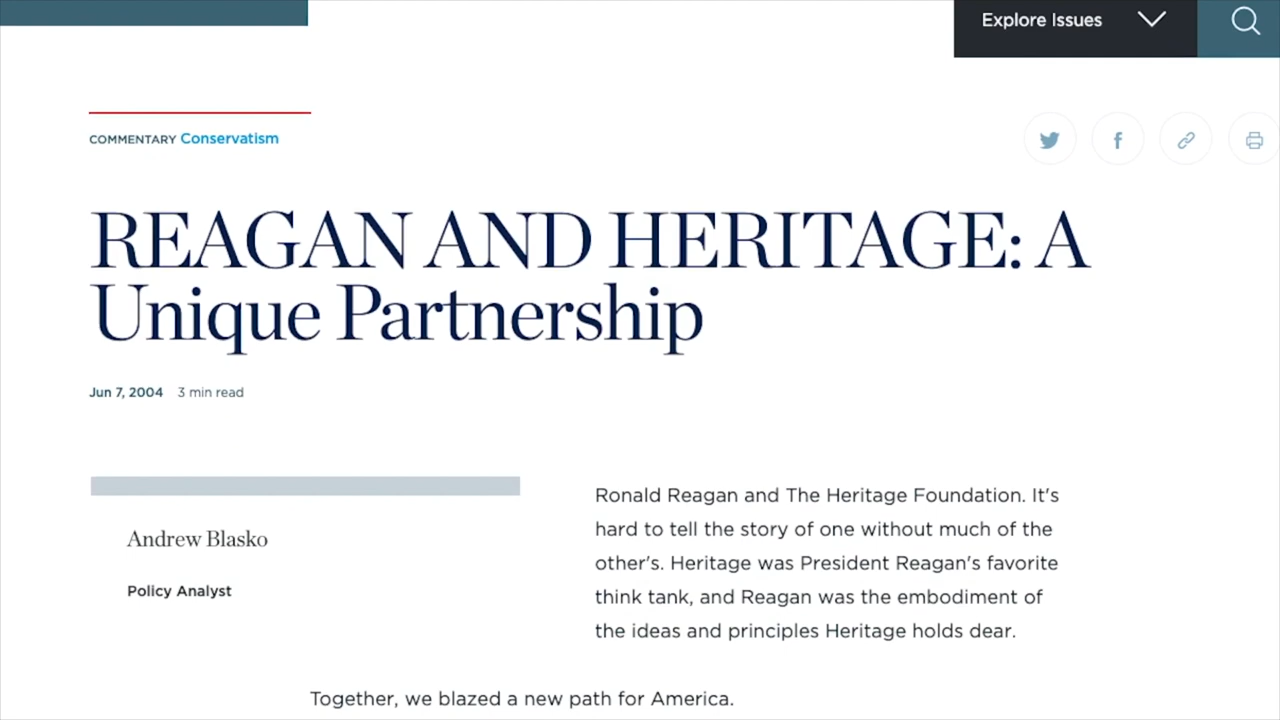 Explore Issues
COMMENTARY Conservatism
REAGAN AND HERITAGE: A
Unique Partnership
Jun 7, 2004 3 min read
Andrew Blasko
Policy Analyst
Ronald Reagan and The Heritage Foundation. It's
hard to tell the story of one without much of the
other's. Heritage was President Reagan's favorite
think tank, and Reagan was the embodiment of
the ideas and principles Heritage holds dear.
Together, we blazed a new path for America.